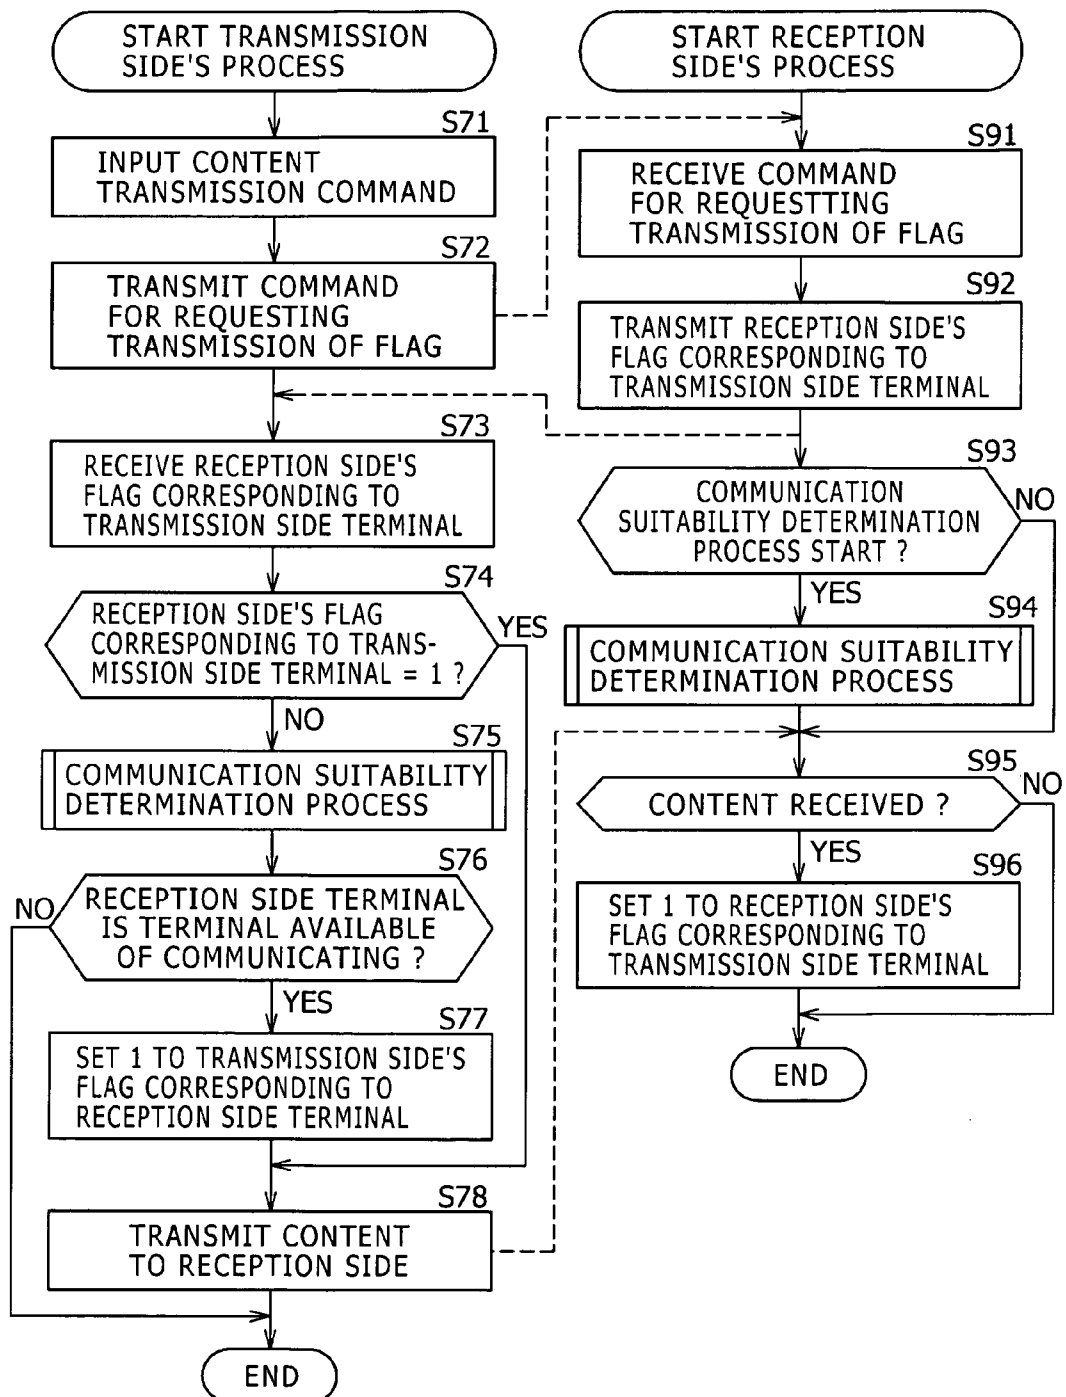 START TRANSMISSION
SIDE'S PROCESS
S71
INPUT CONTENT
TRANSMISSION COMMAND
S72
TRANSMIT COMMAND
FOR REQUESTING
TRANSMISSION OF FLAG
S73
RECEIVE RECEPTION SIDE'S
FLAG CORRESPONDING TO
TRANSMISSION SIDE TERMINAL
S74
RECEPTION SIDE'S FLAG
CORRESPONDING TO TRANS-
MISSION SIDE TERMINAL = 1 ?
YES
NO
S75
COMMUNICATION SUITABILITY
DETERMINATION PROCESS
S76
RECEPTION SIDE TERMINAL
IS TERMINAL AVAILABLE
OF COMMUNICATING ?
NO
YES
S77
SET 1 TO TRANSMISSION SIDE'S
FLAG CORRESPONDING TO
RECEPTION SIDE TERMINAL
S78
TRANSMIT CONTENT
TO RECEPTION SIDE
END
START RECEPTION
SIDE'S PROCESS
S91
RECEIVE COMMAND
FOR REQUESTTING
TRANSMISSION OF FLAG
S92
TRANSMIT RECEPTION SIDE'S
FLAG CORRESPONDING TO
TRANSMISSION SIDE TERMINAL
S93
COMMUNICATION
SUITABILITY DETERMINATION
PROCESS START ?
NO
YES
S94
COMMUNICATION SUITABILITY
DETERMINATION PROCESS
S95
CONTENT RECEIVED ?
NO
YES
S96
SET 1 TO RECEPTION SIDE'S
FLAG CORRESPONDING TO
TRANSMISSION SIDE TERMINAL
END